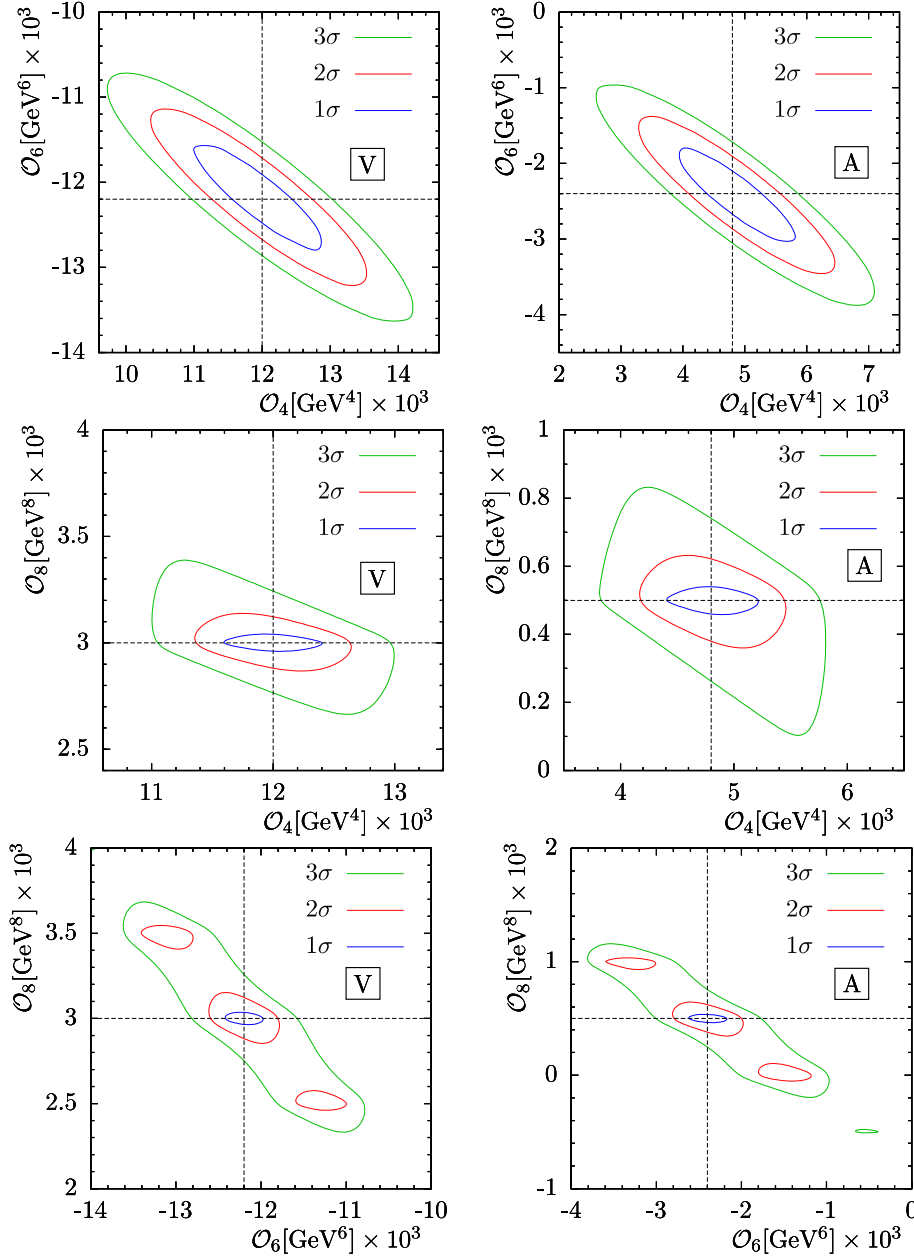 -10
-11
-12
-13
-14
𝒪₆[GeV⁶] × 10³
3σ
2σ
1σ
V
10 11 12 13 14
𝒪₄[GeV⁴] × 10³
0
-1
-2
-3
-4
𝒪₆[GeV⁶] × 10³
3σ
2σ
1σ
A
2 3 4 5 6 7
𝒪₄[GeV⁴] × 10³
4
3.5
3
2.5
𝒪₈[GeV⁸] × 10³
3σ
2σ
1σ
V
11 12 13
𝒪₄[GeV⁴] × 10³
1
0.8
0.6
0.4
0.2
0
𝒪₈[GeV⁸] × 10³
3σ
2σ
1σ
A
4 5 6
𝒪₄[GeV⁴] × 10³
4
3.5
3
2.5
2
𝒪₈[GeV⁸] × 10³
3σ
2σ
1σ
V
-14 -13 -12 -11 -10
𝒪₆[GeV⁶] × 10³
2
1
0
-1
𝒪₈[GeV⁸] × 10³
3σ
2σ
1σ
A
-4 -3 -2 -1 0
𝒪₆[GeV⁶] × 10³